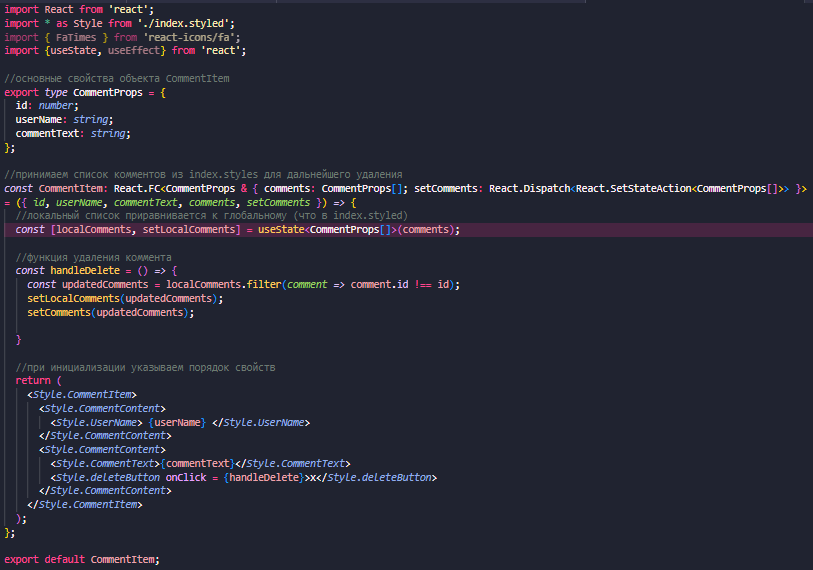 import React from 'react';
import * as Style from './index.styled';
import { FaTimes } from 'react-icons/fa';
import {useState, useEffect} from 'react';
//основные свойства объекта CommentItem
export type CommentProps = {
id: number;
userName: string;
commentText: string;
};
//принимаем список комментов из index.styles для дальнейшего удаления
const CommentItem: React.FC<CommentProps & { comments: CommentProps[]; setComments: React.Dispatch<React.SetStateAction<CommentProps[]>> }>
= ({ id, userName, commentText, comments, setComments }) => {
//локальный список приравнивается к глобальному (что в index.styled)
const [localComments, setLocalComments] = useState<CommentProps[]>(comments);
//функция удаления коммента
const handleDelete = () => {
const updatedComments = localComments.filter(comment => comment.id !== id);
setLocalComments(updatedComments);
setComments(updatedComments);
}
//при инициализации указываем порядок свойств
return (
<Style.CommentItem>
<Style.CommentContent>
<Style.UserName> {userName} </Style.UserName>
</Style.CommentContent>
<Style.CommentContent>
<Style.CommentText>{commentText}</Style.CommentText>
<Style.deleteButton onClick = {handleDelete}>x</Style.deleteButton>
</Style.CommentContent>
</Style.CommentItem>
);
};
export default CommentItem;